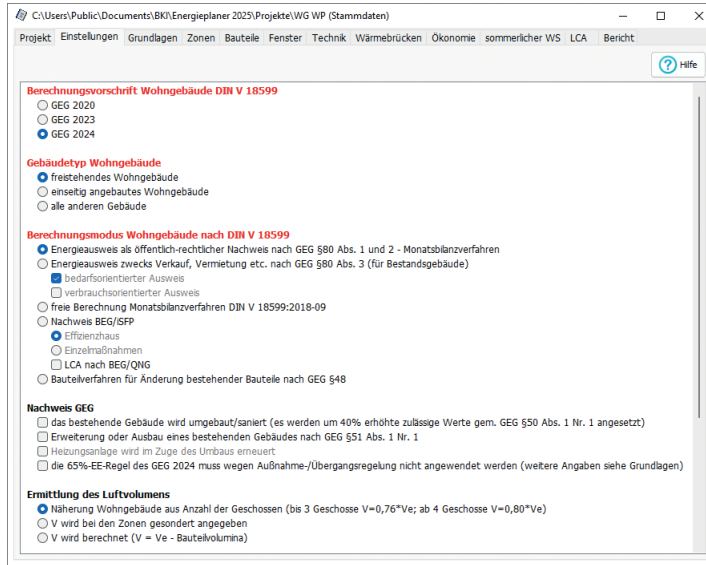 C:\Users\Public\Documents\BKI\Energieplaner 2025\Projekte\WG WP (Stammdaten)
Projekt Einstellungen Grundlagen Zonen Bauteile Fenster Technik Wärmebrücken Ökonomie sommerlicher WS LCA Bericht
? Hilfe
Berechnungsvorschrift Wohngebäude DIN V 18599
GEG 2020
GEG 2023
GEG 2024
Gebäudetyp Wohngebäude
freistehendes Wohngebäude
einseitig angebautes Wohngebäude
alle anderen Gebäude
Berechnungsmodus Wohngebäude nach DIN V 18599
Energieausweis als öffentlich-rechtlicher Nachweis nach GEG §80 Abs. 1 und 2 - Monatsbilanzverfahren
Energieausweis zwecks Verkauf, Vermietung etc. nach GEG §80 Abs. 3 (für Bestandsgebäude)
bedarfsorientierter Ausweis
verbrauchsorientierter Ausweis
freie Berechnung Monatsbilanzverfahren DIN V 18599:2018-09
Nachweis BEG/iSFP
Effizienzhaus
Einzelmaßnahmen
LCA nach BEG/QNG
Bauteilverfahren für Änderung bestehender Bauteile nach GEG §48
Nachweis GEG
das bestehende Gebäude wird umgebaut/saniert (es werden um 40% erhöhte zulässige Werte gem. GEG §50 Abs. 1 Nr. 1 angesetzt)
Erweiterung oder Ausbau eines bestehenden Gebäudes nach GEG §51 Abs. 1 Nr. 1
Heizungsanlage wird im Zuge des Umbaus erneuert
die 65%-EE-Regel des GEG 2024 muss wegen Außnahme-/Übergangsregelung nicht angewendet werden (weitere Angaben siehe Grundlagen)
Ermittlung des Luftvolumens
Näherung Wohngebäude aus Anzahl der Geschossen (bis 3 Geschosse V=0,76*Ve; ab 4 Geschosse V=0,80*Ve)
V wird bei den Zonen gesondert angegeben
V wird berechnet (V = Ve - Bauteilvolumina)